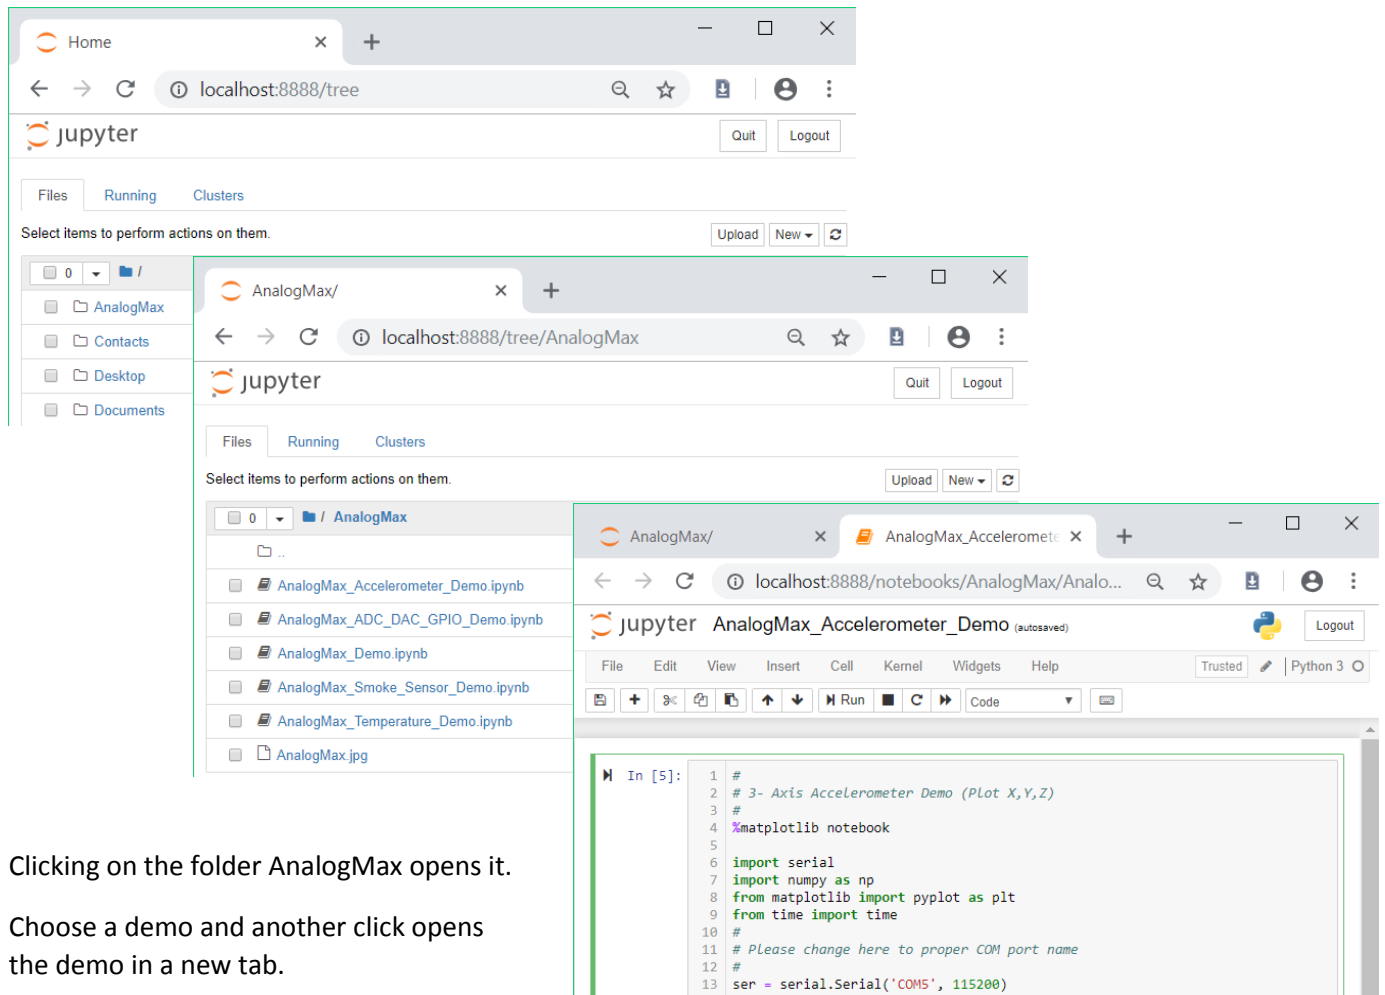 Home
localhost:8888/tree
jupyter
Quit Logout
Files Running Clusters
Select items to perform actions on them.
Upload New
0 /
AnalogMax
Contacts
Desktop
Documents
AnalogMax/
localhost:8888/tree/AnalogMax
jupyter
Quit Logout
Files Running Clusters
Select items to perform actions on them.
Upload New
0 / AnalogMax
..
AnalogMax_Accelerometer_Demo.ipynb
AnalogMax_ADC_DAC_GPIO_Demo.ipynb
AnalogMax_Demo.ipynb
AnalogMax_Smoke_Sensor_Demo.ipynb
AnalogMax_Temperature_Demo.ipynb
AnalogMax.jpg
AnalogMax/ AnalogMax_Acceleromete
localhost:8888/notebooks/AnalogMax/Analo...
jupyter AnalogMax_Accelerometer_Demo (autosaved) Logout
File Edit View Insert Cell Kernel Widgets Help Trusted Python 3
Run Code
In [5]: 1 #
2 # 3- Axis Accelerometer Demo (Plot X,Y,Z)
3 #
4 %matplotlib notebook
5
6 import serial
7 import numpy as np
8 from matplotlib import pyplot as plt
9 from time import time
10 #
11 # Please change here to proper COM port name
12 #
13 ser = serial.Serial('COM5', 115200)
Clicking on the folder AnalogMax opens it.
Choose a demo and another click opens
the demo in a new tab.